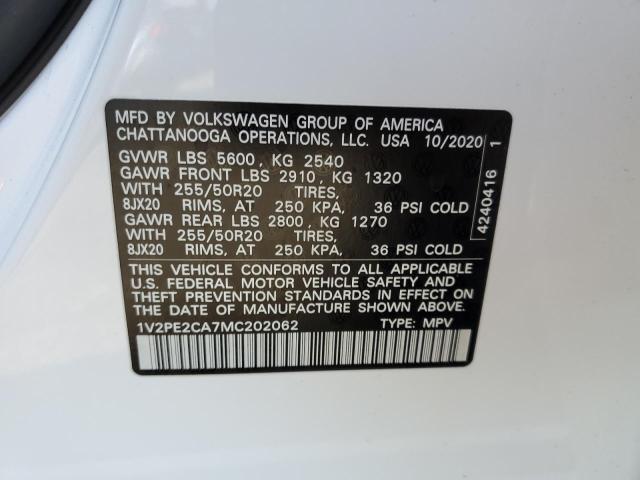 MFD BY VOLKSWAGEN GROUP OF AMERICA
CHATTANOOGA OPERATIONS, LLC. USA 10/2020
GVWR LBS 5600, KG 2540
GAWR FRONT LBS 2910, KG 1320
WITH 255/50R20 TIRES,
8JX20 RIMS, AT 250 KPA, 36 PSI COLD
GAWR REAR LBS 2800, KG 1270
WITH 255/50R20 TIRES,
8JX20 RIMS, AT 250 KPA, 36 PSI COLD
THIS VEHICLE CONFORMS TO ALL APPLICABLE
U.S. FEDERAL MOTOR VEHICLE SAFETY AND
THEFT PREVENTION STANDARDS IN EFFECT ON
THE DATE OF MANUFACTURE SHOWN ABOVE.
1V2PE2CA7MC202062 TYPE: MPV
4240416 1